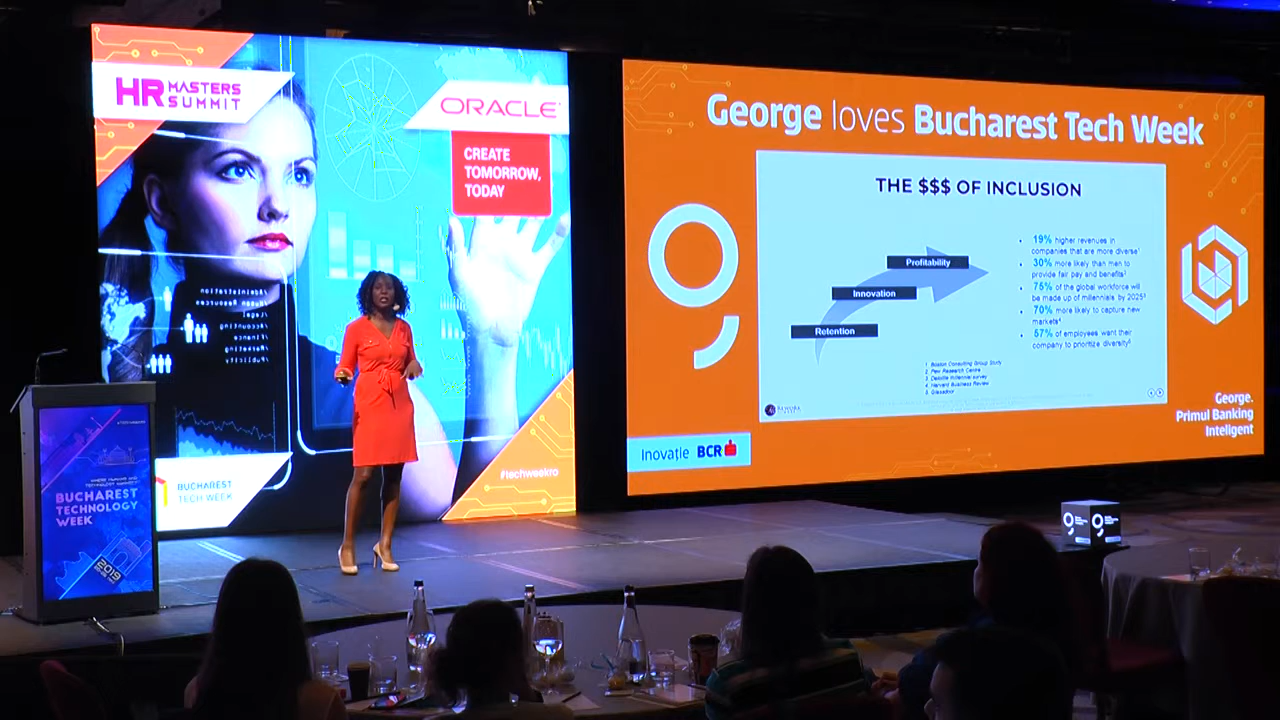 HR MASTERS
SUMMIT
ORACLE
CREATE
TOMORROW,
TODAY
BUCHAREST
TECH WEEK
#techweekro
BUCHAREST
TECHNOLOGY
WEEK
2019
George loves Bucharest Tech Week
THE $$$ OF INCLUSION
Profitability
Innovation
Retention
19% higher revenues in
companies that are more diverse¹
30% more likely than men to
provide fair pay and benefits²
75% of the global workforce will
be made up of millennials by 2025³
70% more likely to capture new
markets⁴
57% of employees want their
company to prioritize diversity⁵
1. Boston Consulting Group Study
2. Pew Research Centre
3. Deloitte millennial survey
4. Harvard Business Review
5. Glassdoor
George.
Primul Banking
Inteligent
Inovație BCR